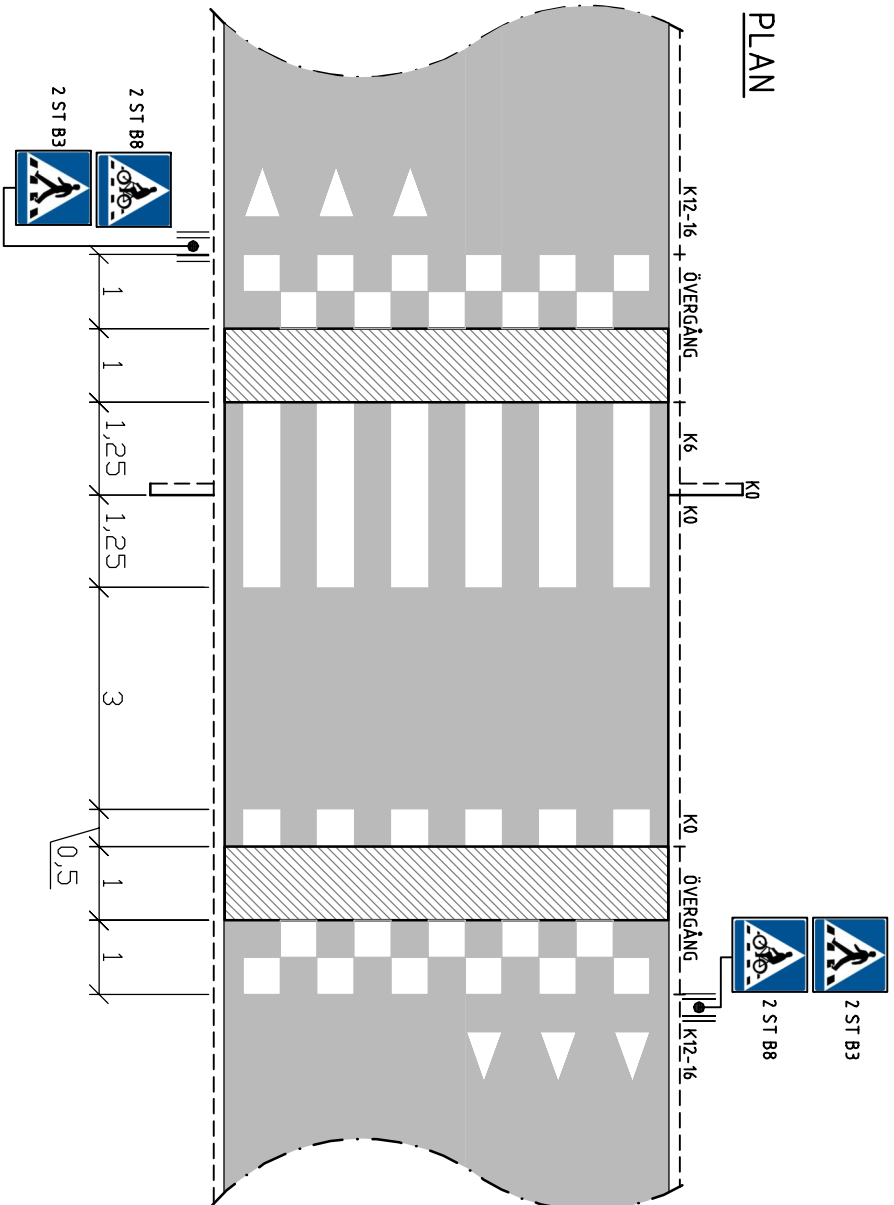 PLAN
K12-16
ÖVERGÅNG
K6
K0
K0
K0
ÖVERGÅNG
K12-16
2 ST B3
2 ST B8
2 ST B8
2 ST B3
1
1
1,25
1,25
3
0,5
1
1